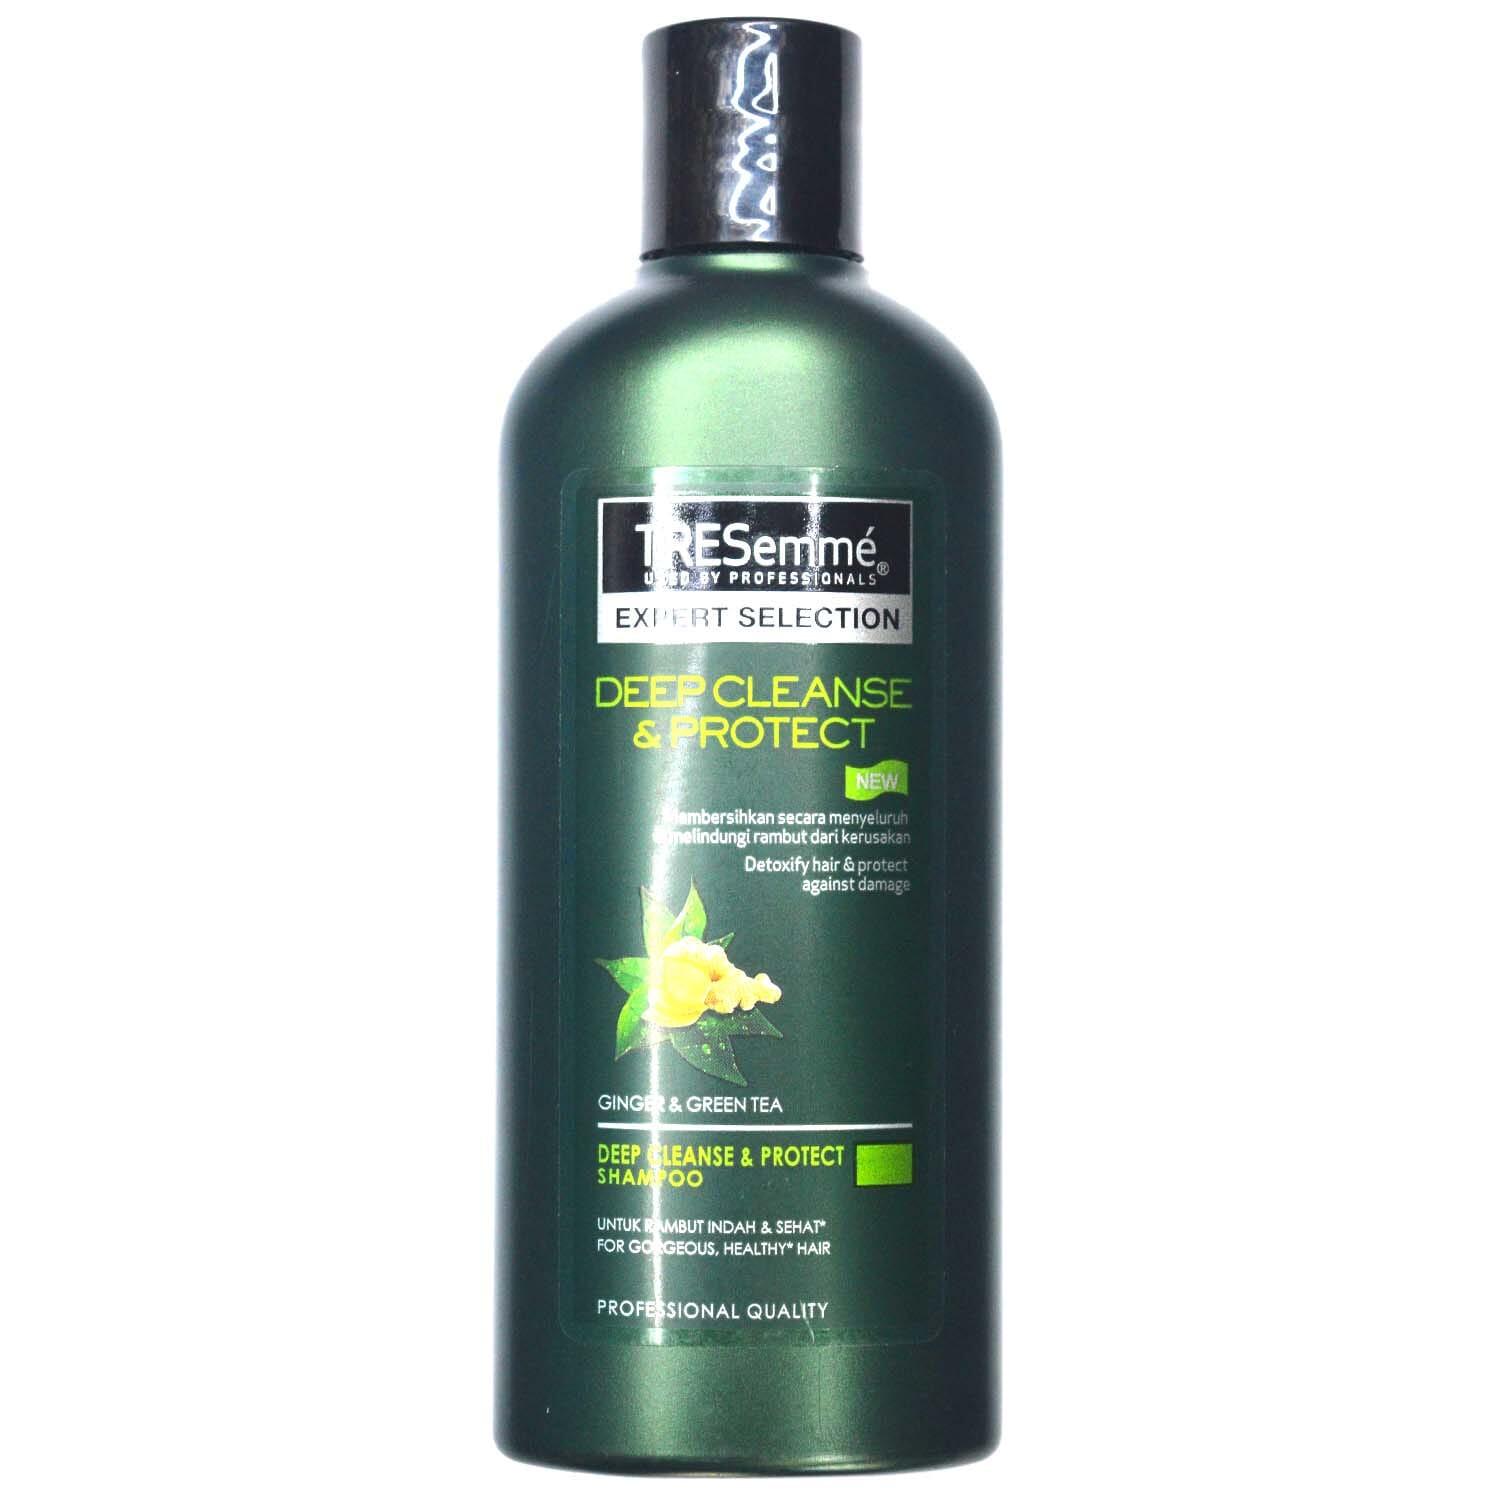 TRESemmé®
USED BY PROFESSIONALS
EXPERT SELECTION
DEEP CLEANSE
& PROTECT
NEW
Membersihkan secara menyeluruh
& melindungi rambut dari kerusakan
Detoxify hair & protect
against damage
GINGER & GREEN TEA
DEEP CLEANSE & PROTECT
SHAMPOO
UNTUK RAMBUT INDAH & SEHAT*
FOR GORGEOUS, HEALTHY* HAIR
PROFESSIONAL QUALITY